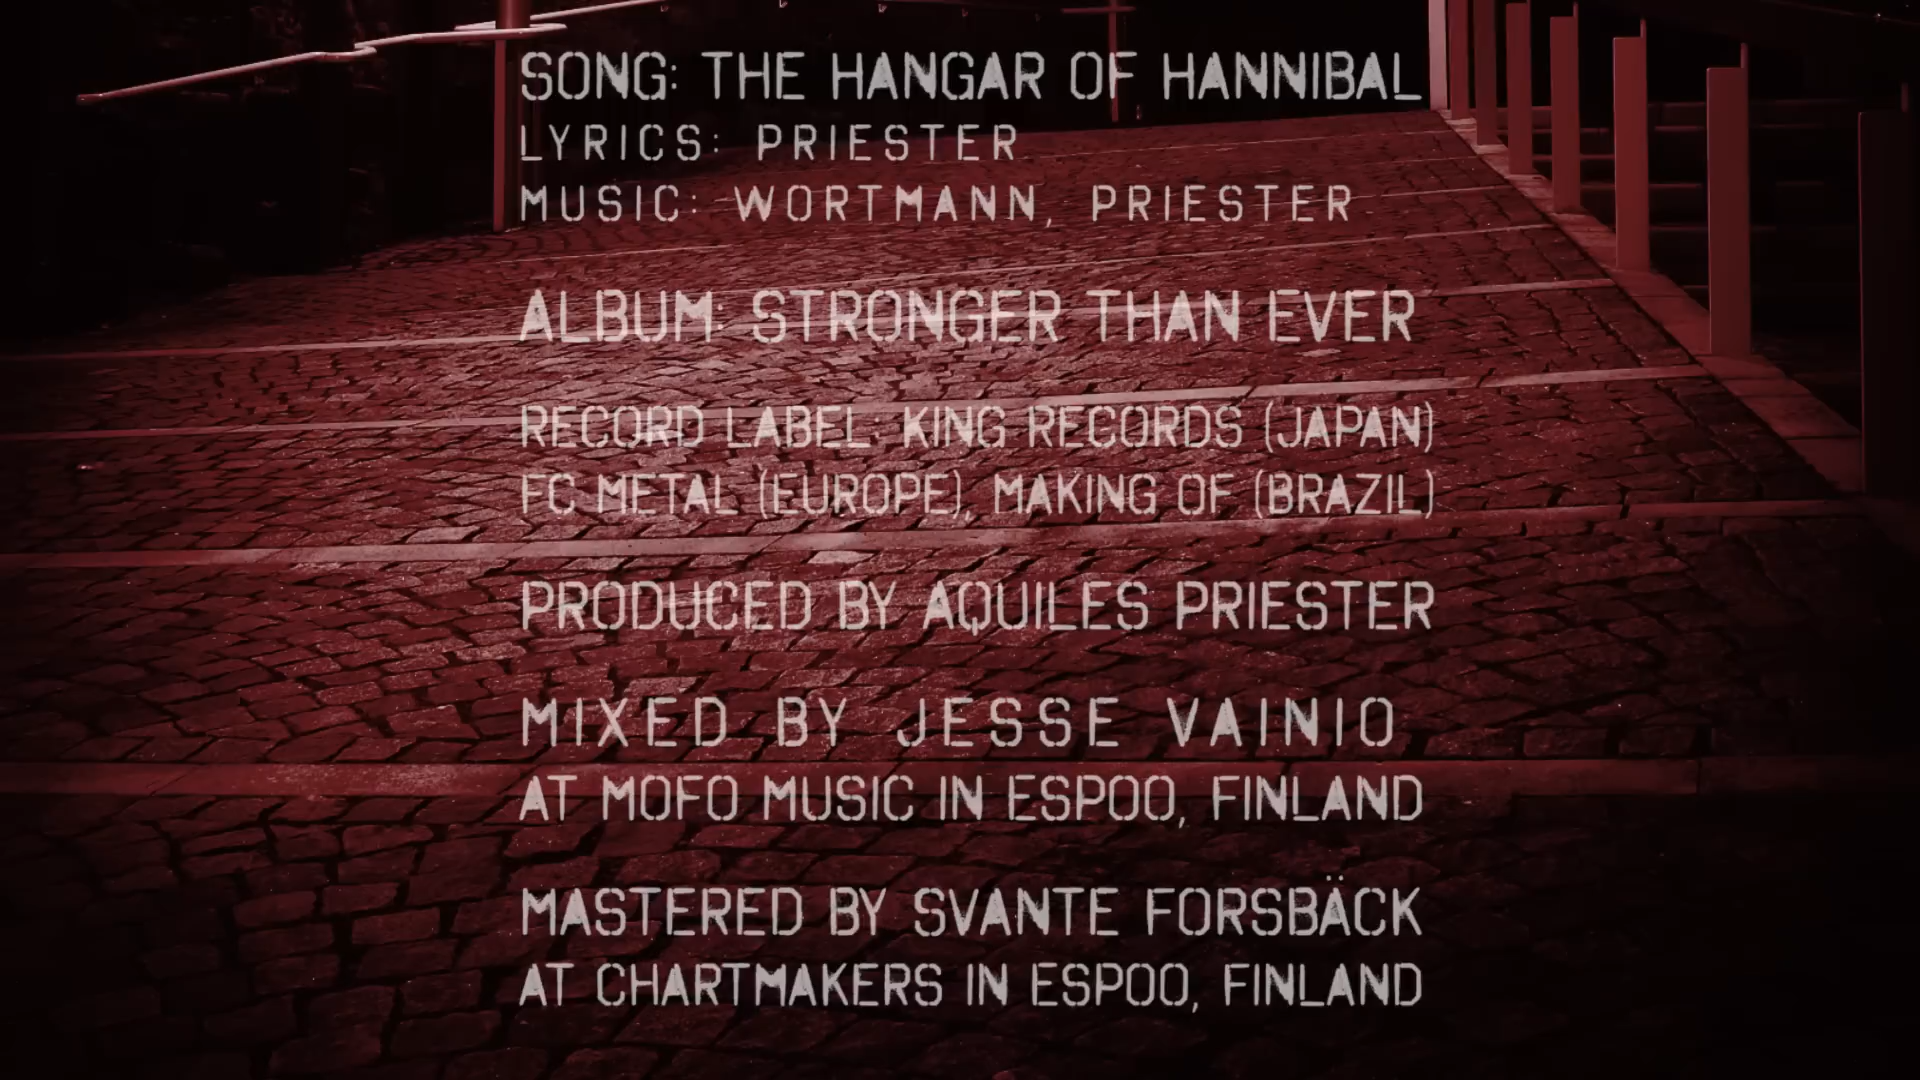 SONG: THE HANGAR OF HANNIBAL
LYRICS: PRIESTER
MUSIC: WORTMANN, PRIESTER
ALBUM: STRONGER THAN EVER
RECORD LABEL: KING RECORDS (JAPAN)
FC METAL (EUROPE), MAKING OF (BRAZIL)
PRODUCED BY AQUILES PRIESTER
MIXED BY JESSE VAINIO
AT MOFO MUSIC IN ESPOO, FINLAND
MASTERED BY SVANTE FORSBÄCK
AT CHARTMAKERS IN ESPOO, FINLAND